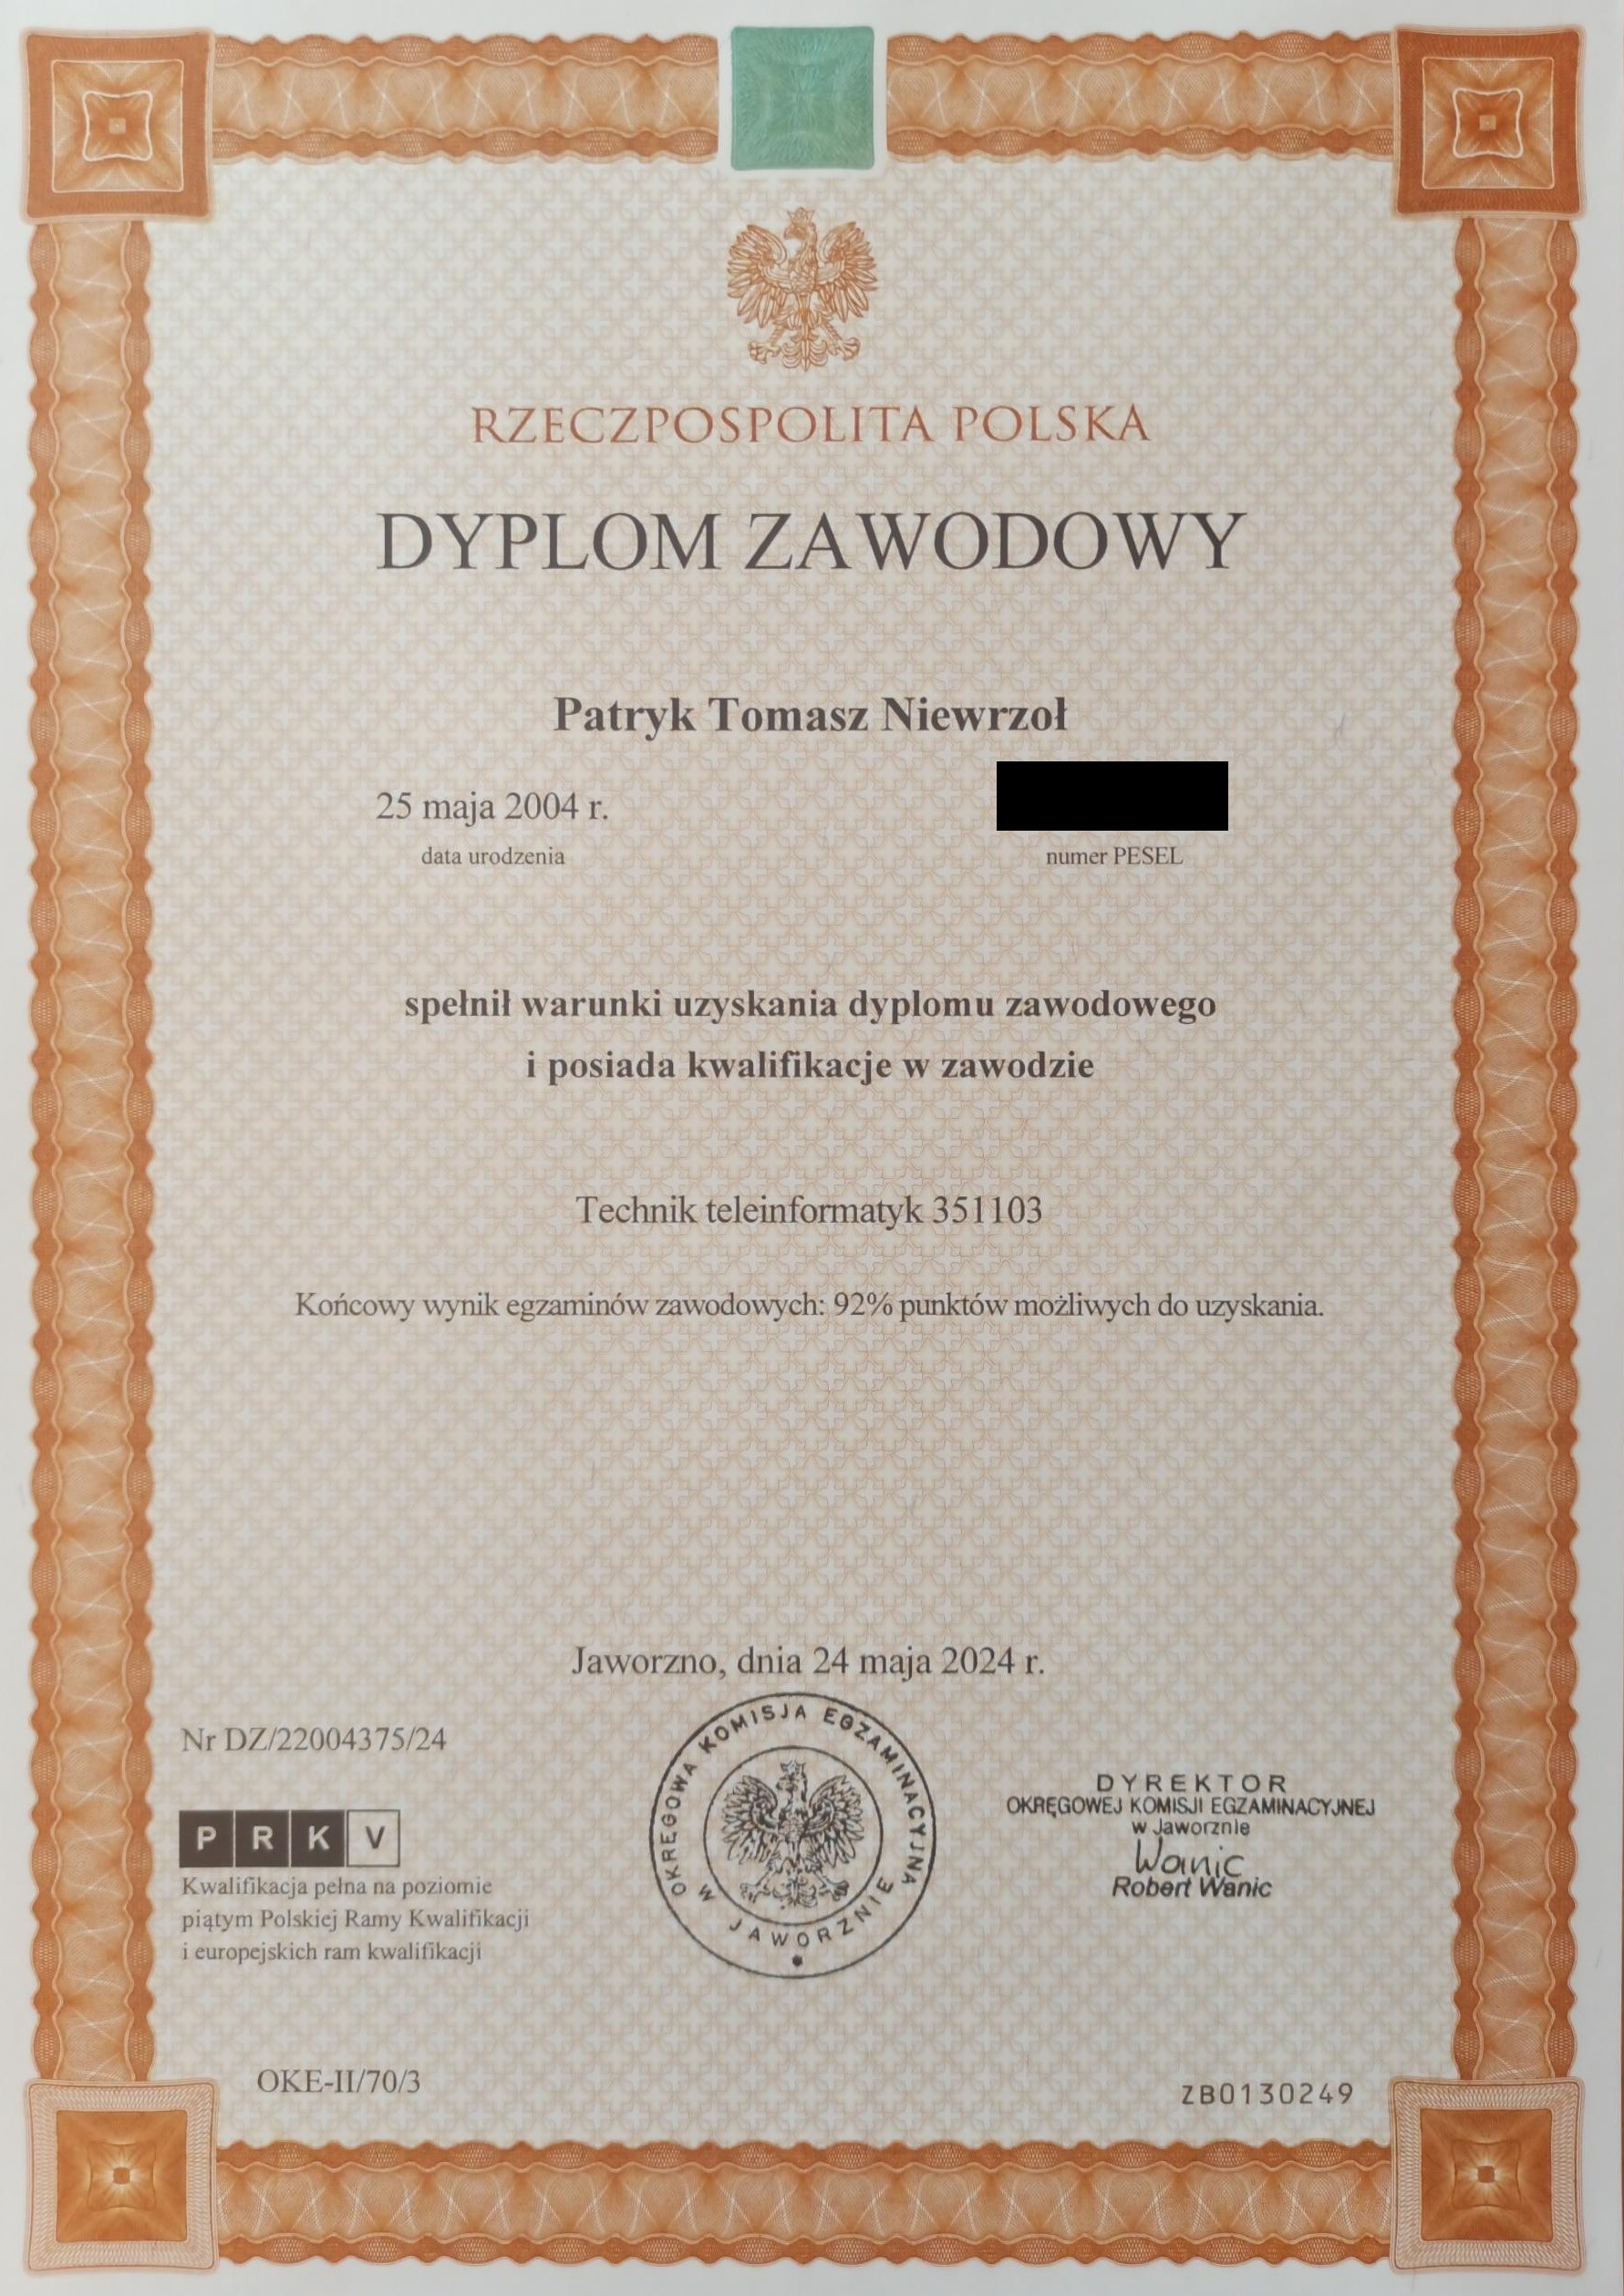 RZECZPOSPOLITA POLSKA
DYPLOM ZAWODOWY
Patryk Tomasz Niewrzoł
25 maja 2004 r.
data urodzenia
numer PESEL
spełnił warunki uzyskania dyplomu zawodowego
i posiada kwalifikacje w zawodzie
Technik teleinformatyk 351103
Końcowy wynik egzaminów zawodowych: 92% punktów możliwych do uzyskania.
Jaworzno, dnia 24 maja 2024 r.
Nr DZ/22004375/24
P R K V
Kwalifikacja pełna na poziomie
piątym Polskiej Ramy Kwalifikacji
i europejskich ram kwalifikacji
OKRĘGOWA KOMISJA EGZAMINACYJNA
W JAWORZNIE
DYREKTOR
OKRĘGOWEJ KOMISJI EGZAMINACYJNEJ
w Jaworznie
Wanic
Robert Wanic
OKE-II/70/3
ZB0130249